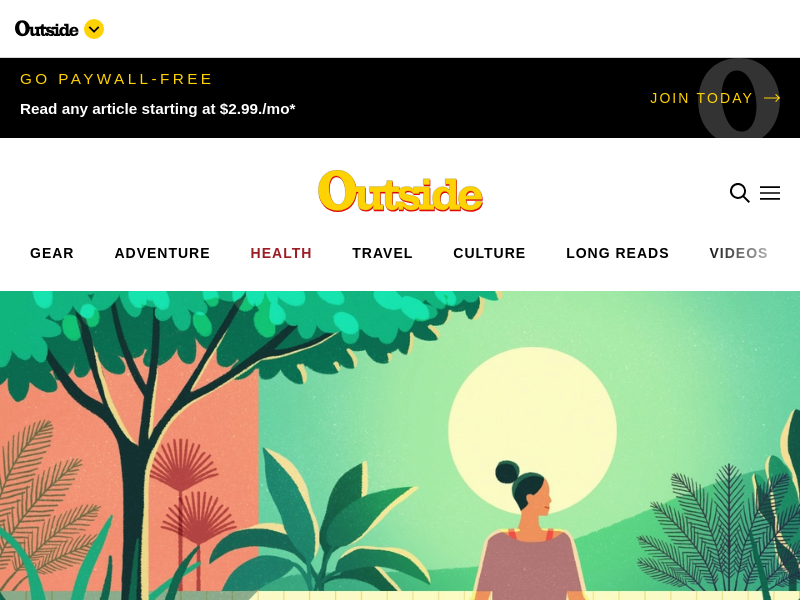 Outside
GO PAYWALL-FREE
Read any article starting at $2.99./mo*
JOIN TODAY
Outside
GEAR ADVENTURE HEALTH TRAVEL CULTURE LONG READS VIDEOS